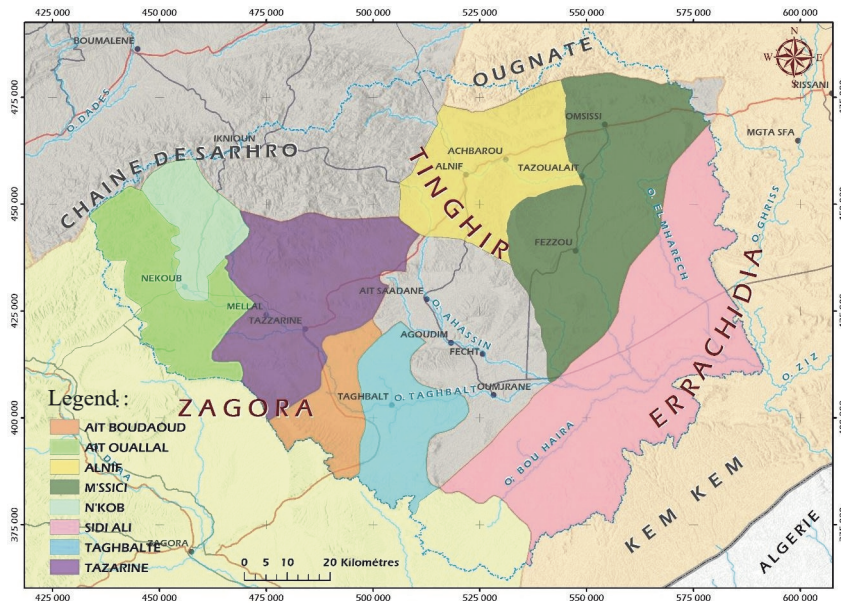 425 000 450 000 475 000 500 000 525 000 550 000 575 000 600 000
N
W E
S
BOUMALENE
OUGNATE
475 000
O. DADES
RISSANI
OMSISSI
MGTA SFA
IKNIOUN
CHAINE DE SARHRO
ACHBAROU
ALNIF
TAZOUALAIT
TINGHIR
450 000
O. ELMHARECH
O. GHRISS
FEZZOU
NEKOUB
AIT SAADANE
MELLAL
TAZZARINE
425 000
O. AHASSIN
AGOUDIM
FECHT
ERRACHIDIA
O. ZIZ
OUMJRANE
TAGHBALT
O. TAGHBALT
Legend :
ZAGORA
400 000
AIT BOUDAOUD
AIT OUALLAL
ALNIF
M'SSICI
N'KOB
SIDI ALI
TAGHBALTE
TAZARINE
O. BOU HAIRA
KEM KEM
ALGERIE
375 000
ZAGORA
0 5 10 20 Kilométres
425 000 450 000 475 000 500 000 525 000 550 000 575 000 600 000